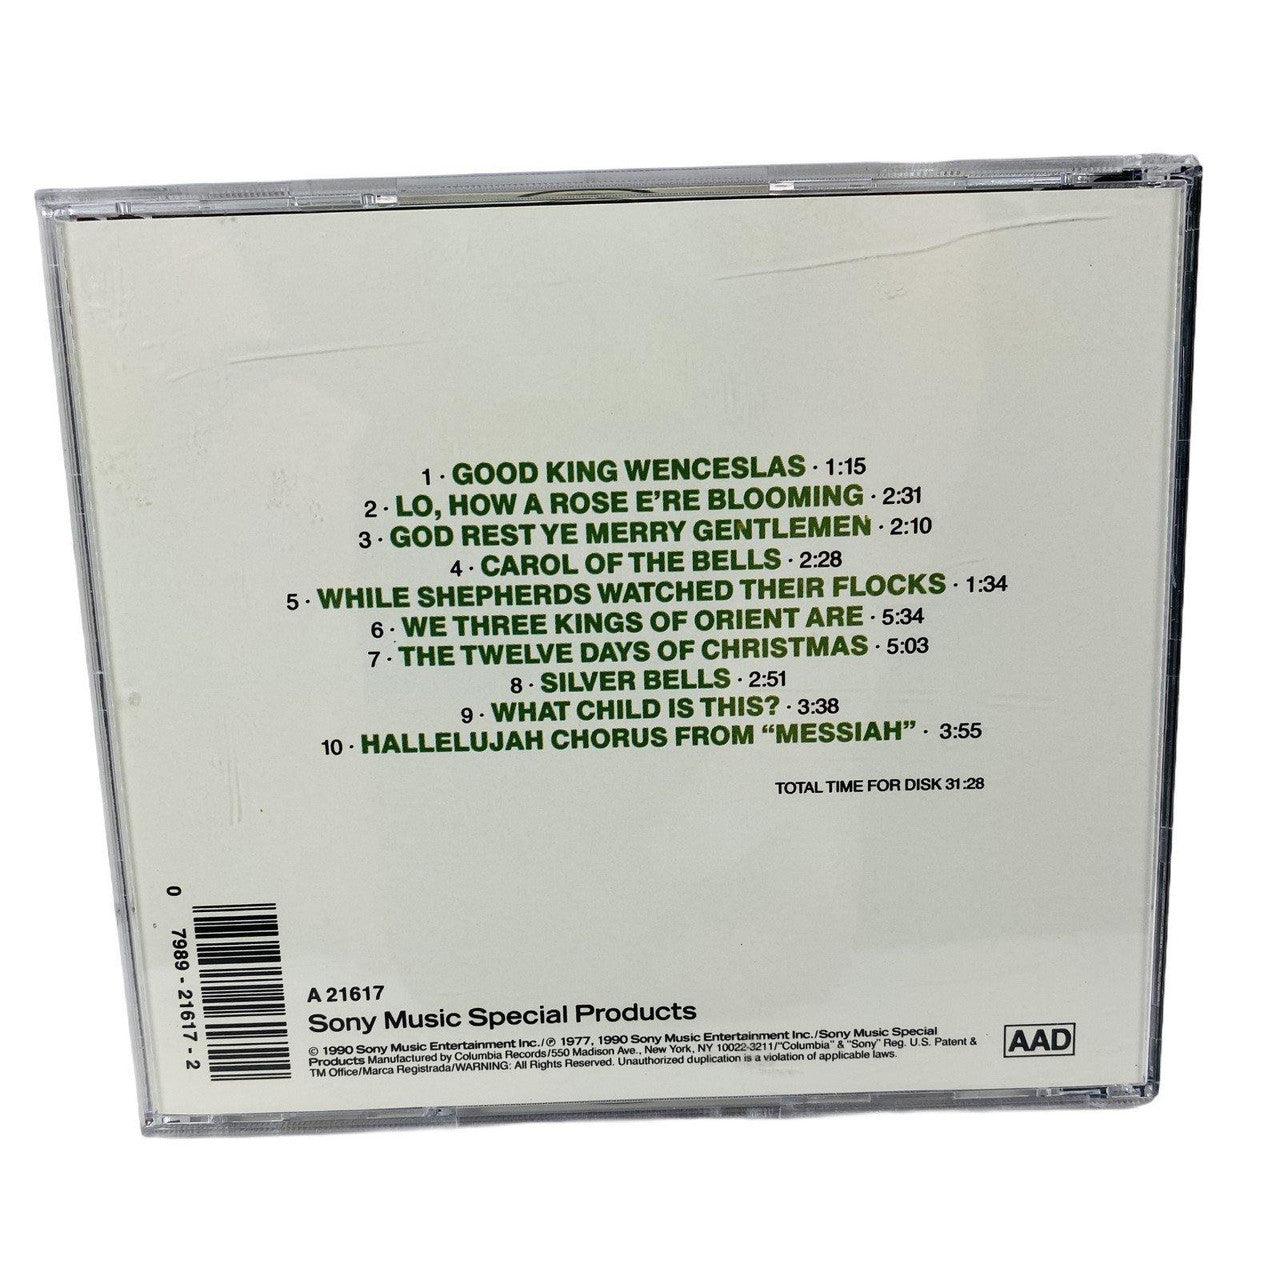 1 · GOOD KING WENCESLAS · 1:15
2 · LO, HOW A ROSE E'RE BLOOMING · 2:31
3 · GOD REST YE MERRY GENTLEMEN · 2:10
4 · CAROL OF THE BELLS · 2:28
5 · WHILE SHEPHERDS WATCHED THEIR FLOCKS · 1:34
6 · WE THREE KINGS OF ORIENT ARE · 5:34
7 · THE TWELVE DAYS OF CHRISTMAS · 5:03
8 · SILVER BELLS · 2:51
9 · WHAT CHILD IS THIS? · 3:38
10 · HALLELUJAH CHORUS FROM “MESSIAH” · 3:55
TOTAL TIME FOR DISK 31:28
0 7989 - 21617 - 2
A 21617
Sony Music Special Products
© 1990 Sony Music Entertainment Inc./℗ 1977, 1990 Sony Music Entertainment Inc./Sony Music Special
Products Manufactured by Columbia Records/550 Madison Ave., New York, NY 10022-3211/"Columbia" & "Sony" Reg. U.S. Patent &
TM Office/Marca Registrada/WARNING: All Rights Reserved. Unauthorized duplication is a violation of applicable laws.
AAD